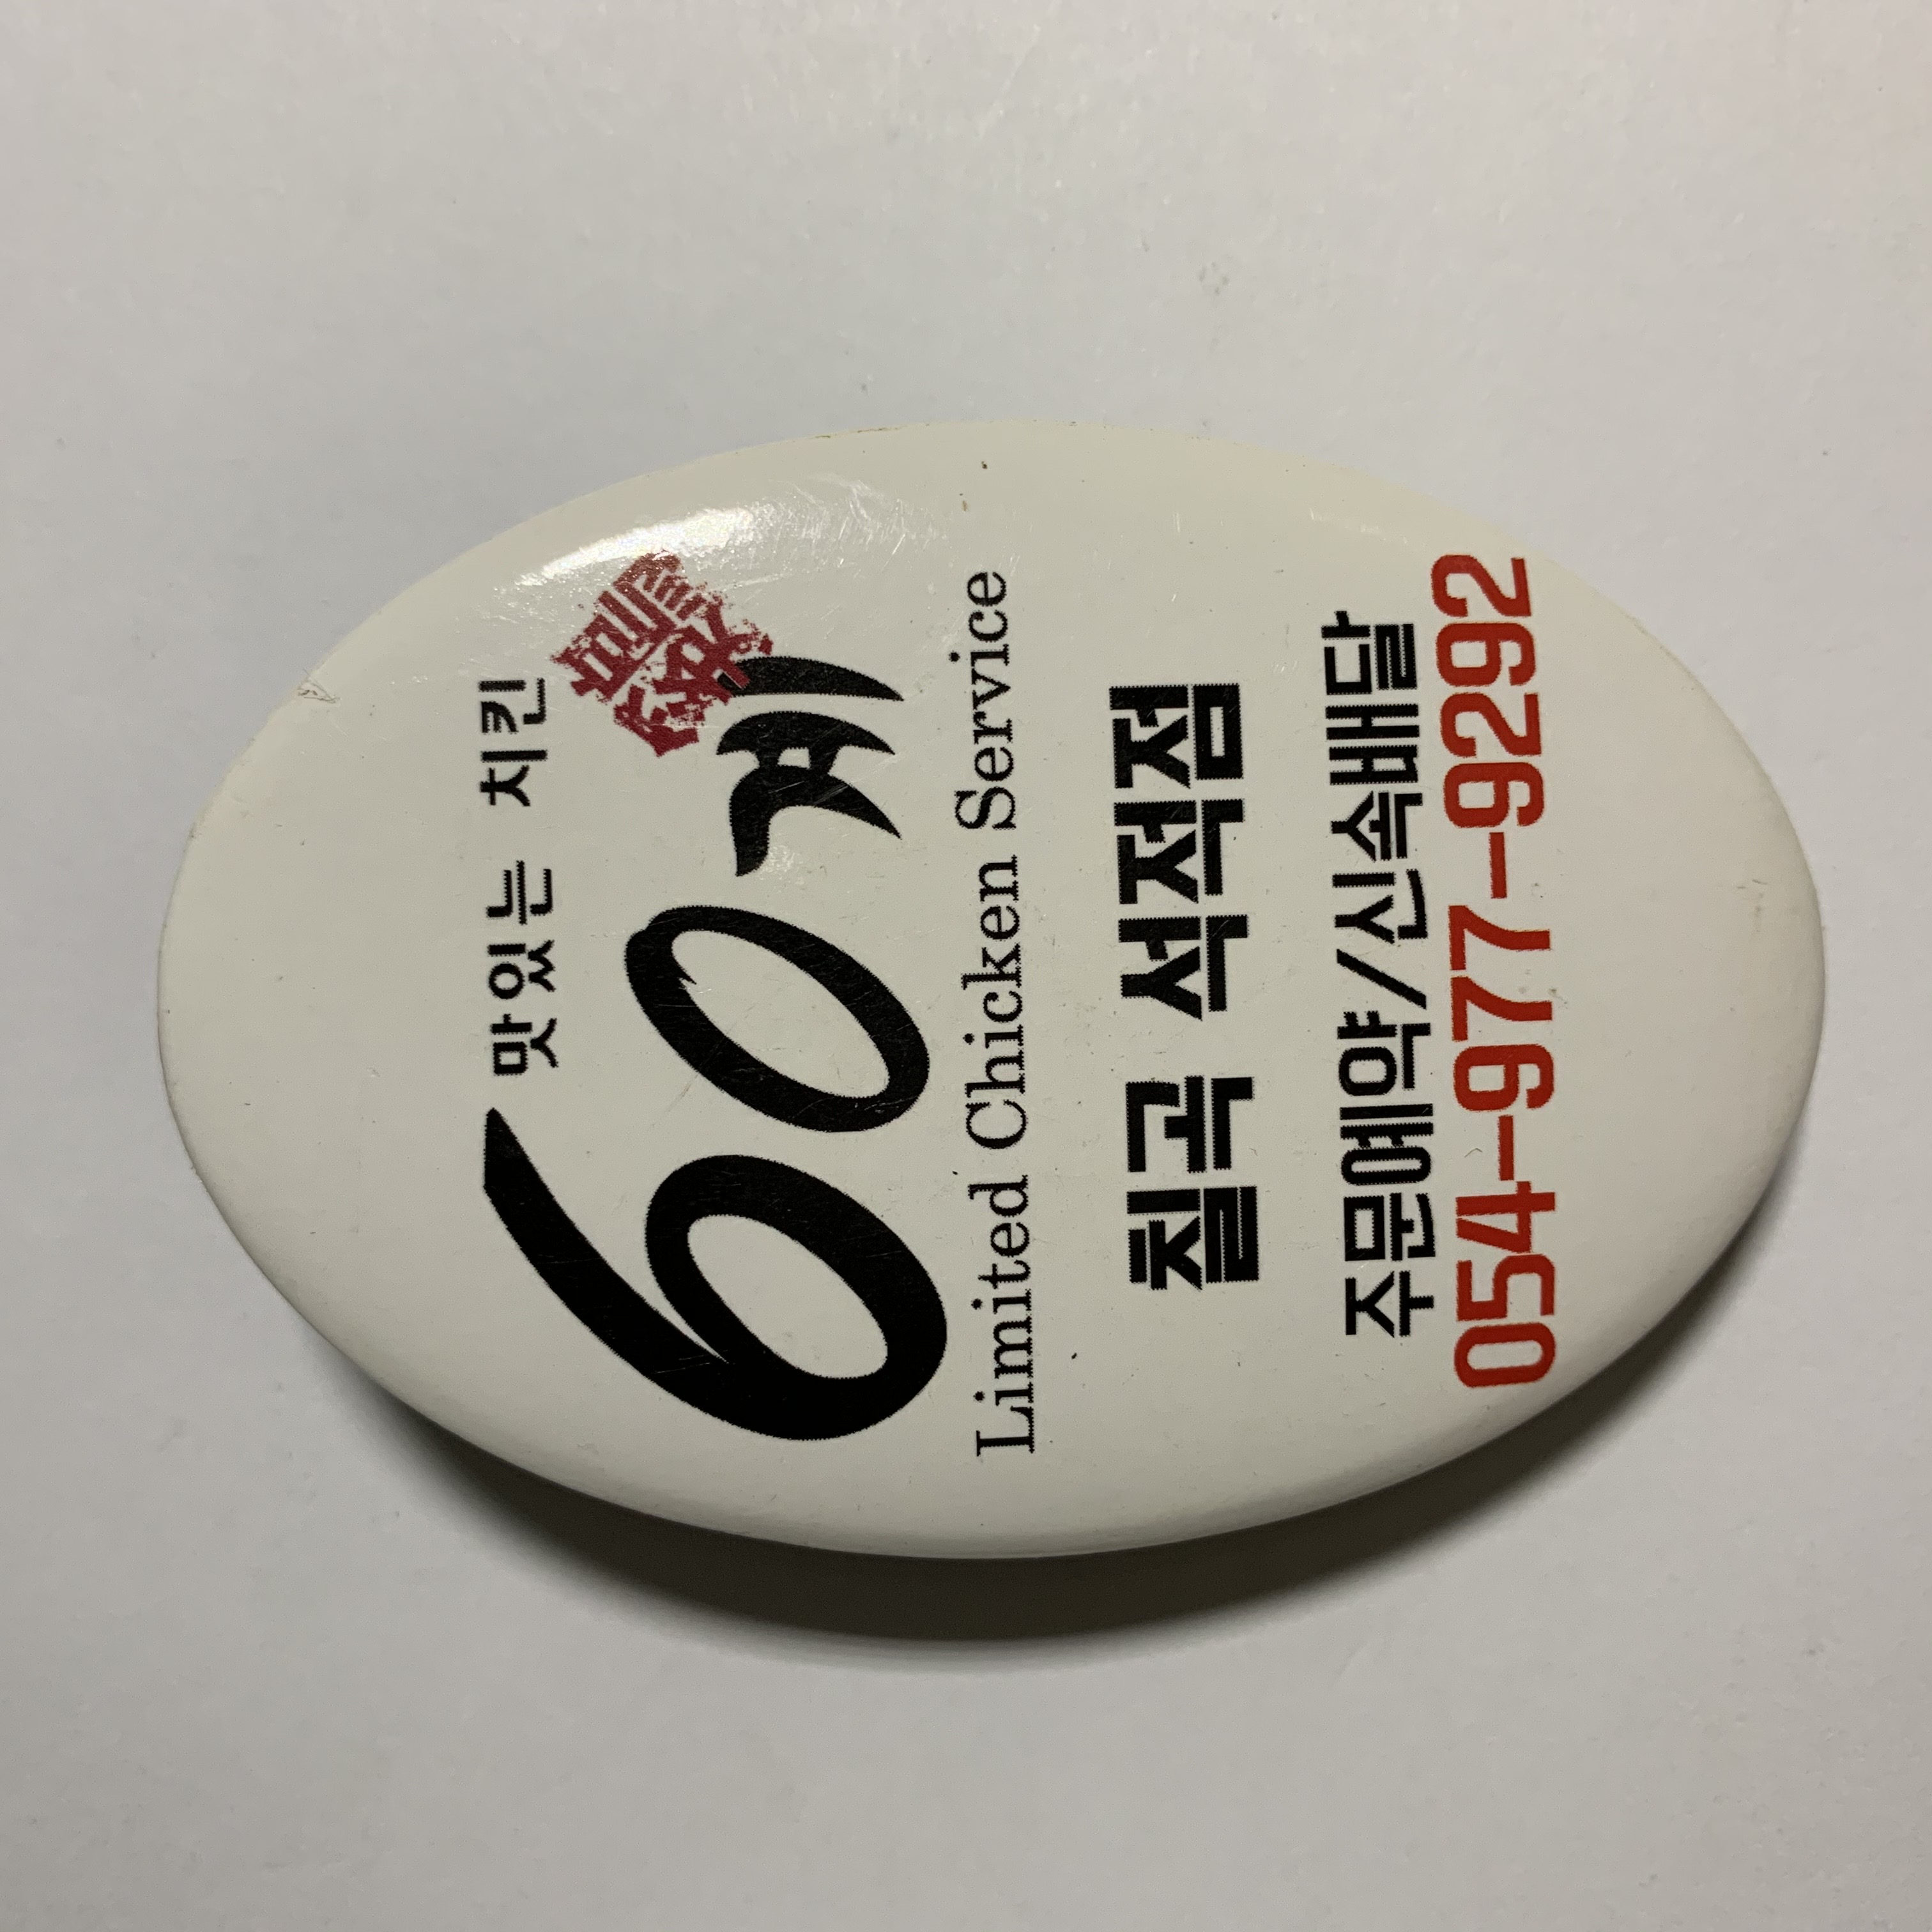 맛있는 치킨
60계
Limited Chicken Service
칠곡 석적점
주문예약/신속배달
054-977-9292